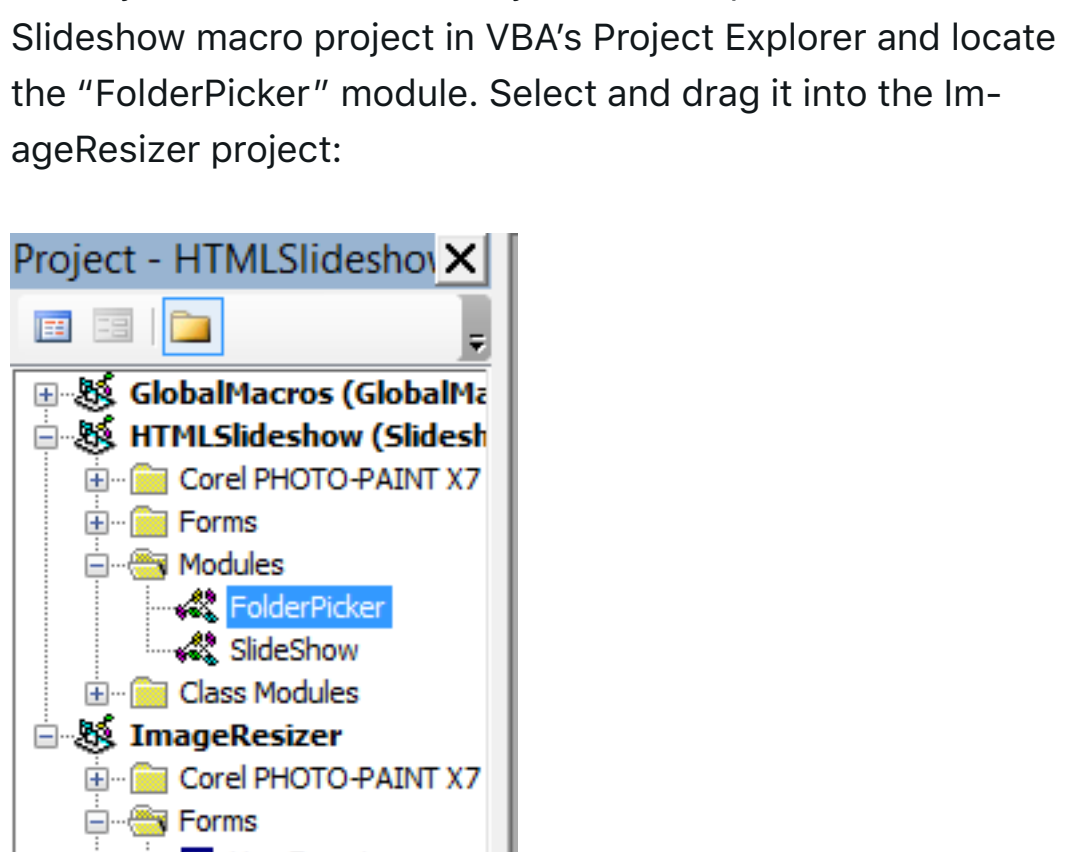 Slideshow macro project in VBA’s Project Explorer and locate
the “FolderPicker” module. Select and drag it into the Im-
ageResizer project:
Project - HTMLSlidesho
GlobalMacros (GlobalMa
HTMLSlideshow (Slidesh
Corel PHOTO-PAINT X7
Forms
Modules
FolderPicker
SlideShow
Class Modules
ImageResizer
Corel PHOTO-PAINT X7
Forms